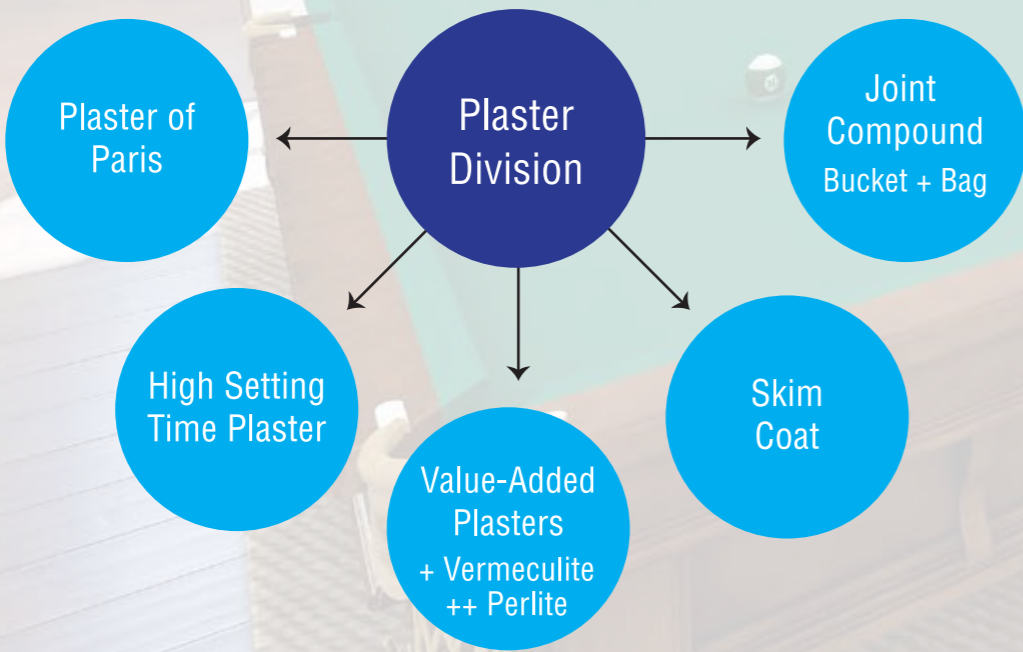 Plaster
Division
Plaster of
Paris
Joint
Compound
Bucket + Bag
High Setting
Time Plaster
Value-Added
Plasters
+ Vermeculite
++ Perlite
Skim
Coat